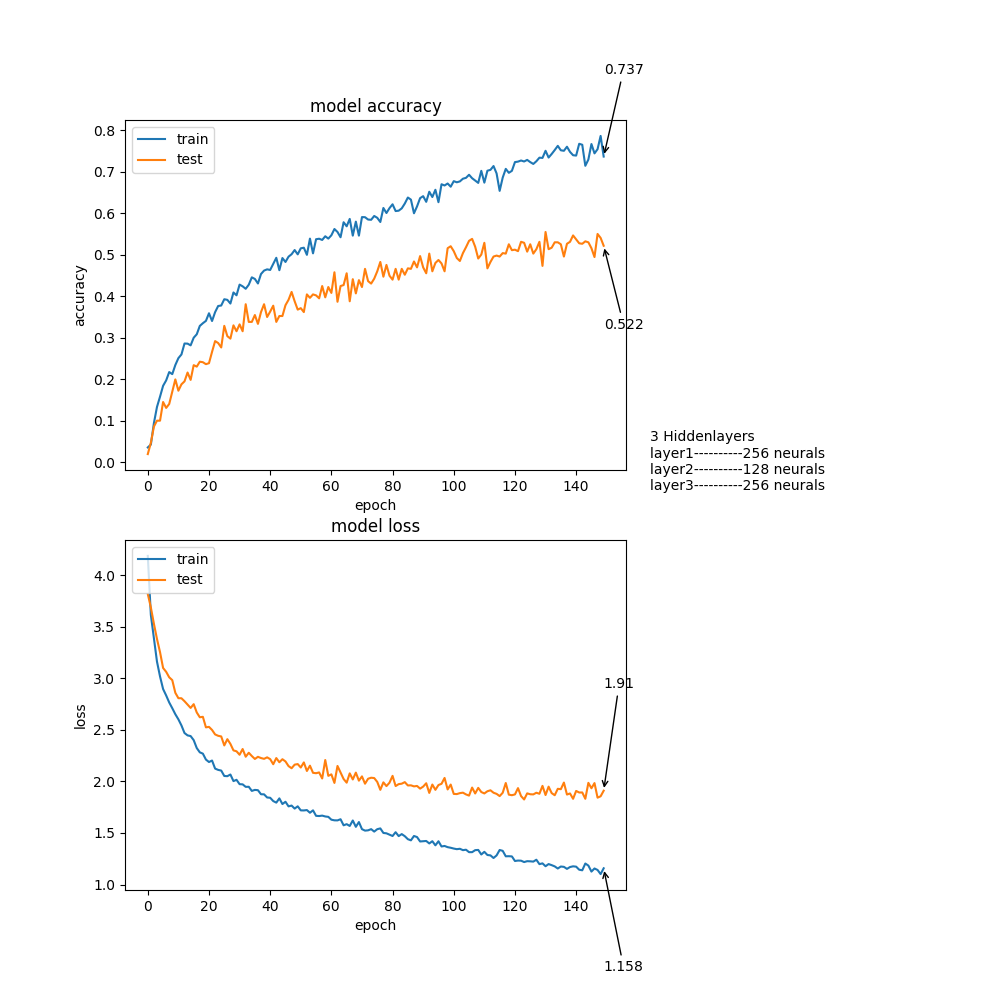 0.737
model accuracy
train
test
0.8
0.7
0.6
0.5
0.4
0.3
0.2
0.1
0.0
accuracy
0.522
0 20 40 60 80 100 120 140
epoch
3 Hiddenlayers
layer1----------256 neurals
layer2----------128 neurals
layer3----------256 neurals
model loss
train
test
4.0
3.5
3.0
2.5
2.0
1.5
1.0
loss
1.91
0 20 40 60 80 100 120 140
epoch
1.158